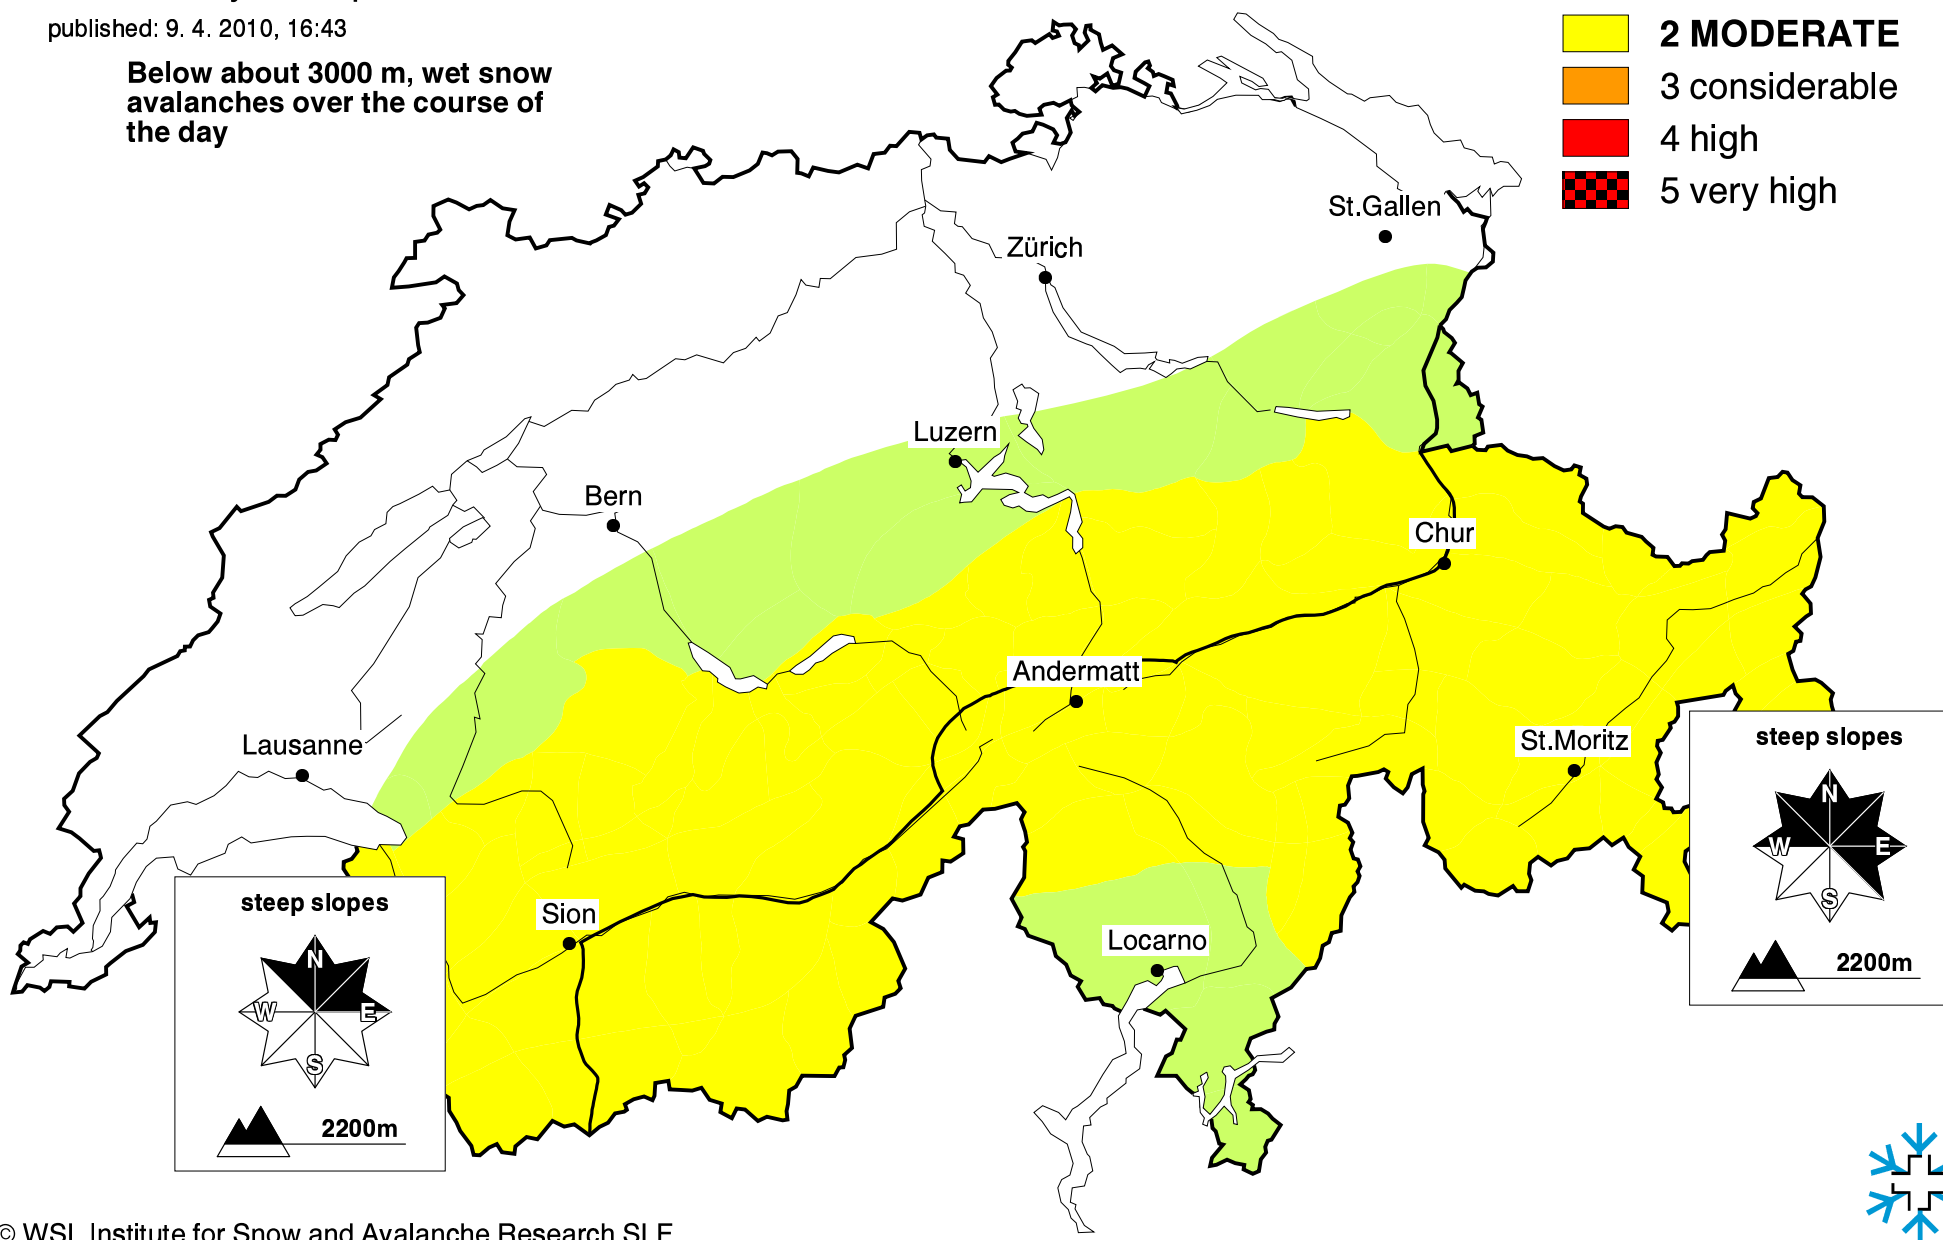 published: 9. 4. 2010, 16:43
Below about 3000 m, wet snow
avalanches over the course of
the day
2 MODERATE
3 considerable
4 high
5 very high
St.Gallen
Zürich
Luzern
Bern
Chur
Andermatt
Lausanne
St.Moritz
Sion
Locarno
steep slopes
N
W
E
S
2200m
steep slopes
N
W
E
S
2200m
© WSL Institute for Snow and Avalanche Research SLF